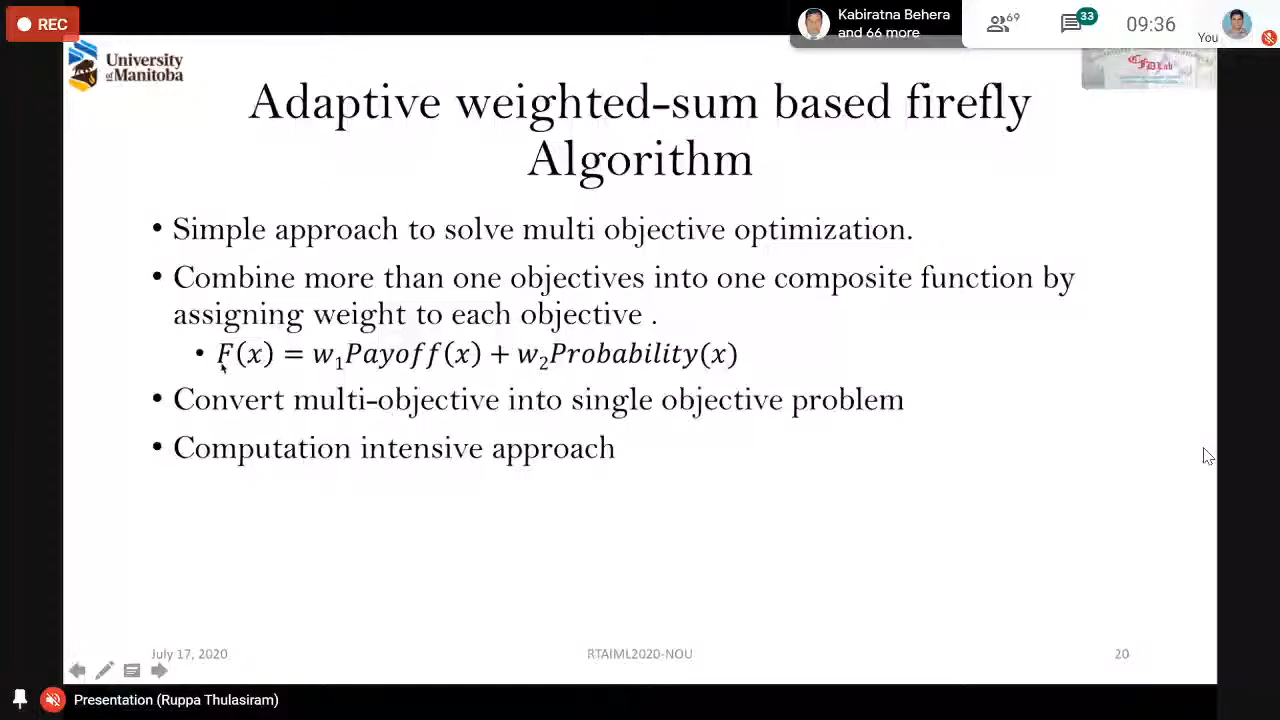 REC
Kabiratna Behera
and 66 more
69
33
09:36
You
University
of Manitoba
CFD Lab
Adaptive weighted-sum based firefly
Algorithm
• Simple approach to solve multi objective optimization.
• Combine more than one objectives into one composite function by
assigning weight to each objective .
• F(x) = w₁Payoff(x) + w₂Probability(x)
• Convert multi-objective into single objective problem
• Computation intensive approach
July 17, 2020
RTAIML2020-NOU
20
Presentation (Ruppa Thulasiram)